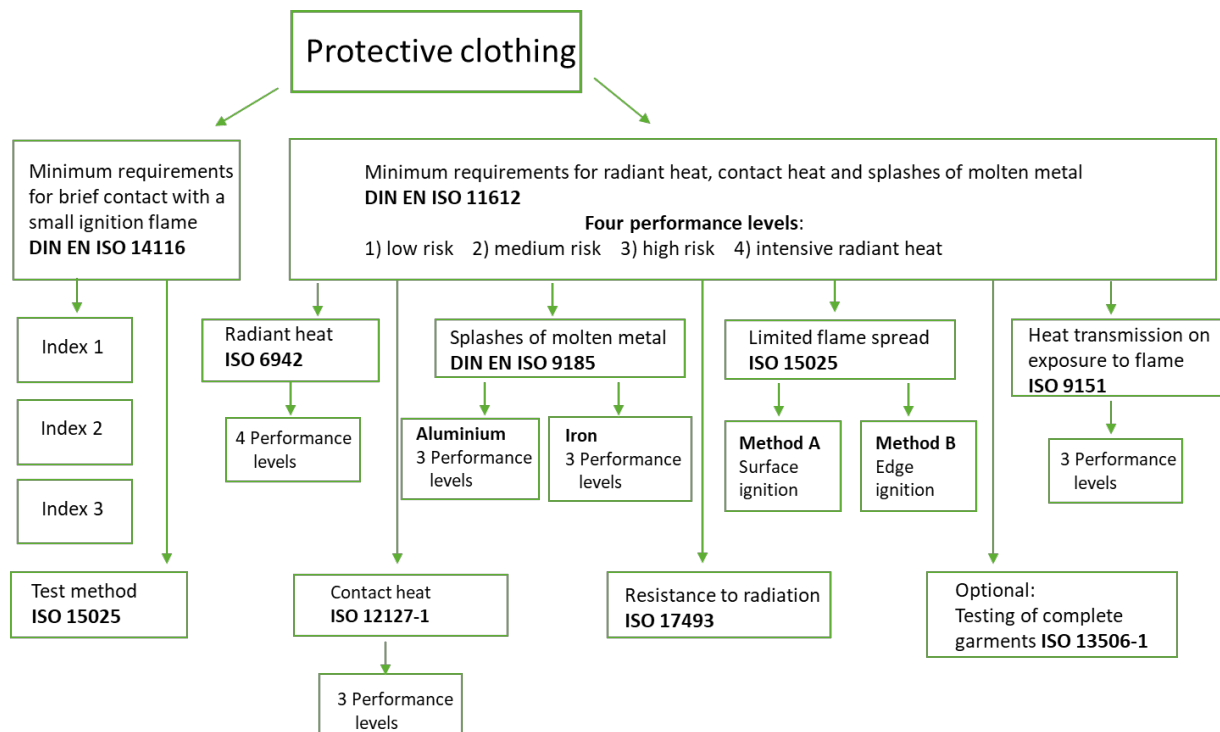 Protective clothing
Minimum requirements
for brief contact with a
small ignition flame
DIN EN ISO 14116
Minimum requirements for radiant heat, contact heat and splashes of molten metal
DIN EN ISO 11612
Four performance levels:
1) low risk 2) medium risk 3) high risk 4) intensive radiant heat
Index 1
Index 2
Index 3
Test method
ISO 15025
Radiant heat
ISO 6942
4 Performance
levels
Splashes of molten metal
DIN EN ISO 9185
Aluminium
3 Performance
levels
Iron
3 Performance
levels
Limited flame spread
ISO 15025
Method A
Surface
ignition
Method B
Edge
ignition
Heat transmission on
exposure to flame
ISO 9151
3 Performance
levels
Contact heat
ISO 12127-1
3 Performance
levels
Resistance to radiation
ISO 17493
Optional:
Testing of complete
garments ISO 13506-1